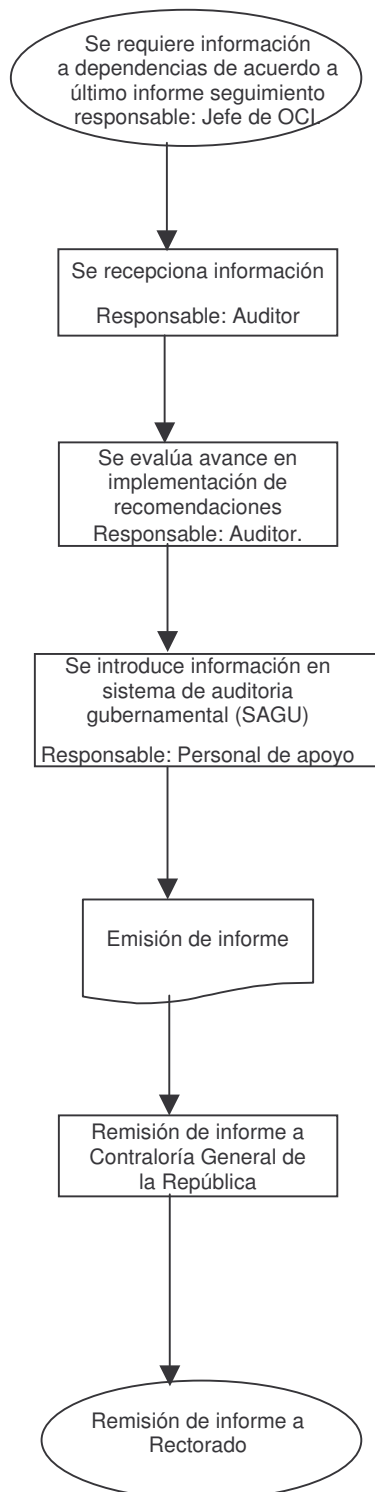 Se requiere información
a dependencias de acuerdo a
último informe seguimiento
responsable: Jefe de OCI.
Se recepciona información
Responsable: Auditor
Se evalúa avance en
implementación de
recomendaciones
Responsable: Auditor.
Se introduce información en
sistema de auditoria
gubernamental (SAGU)
Responsable: Personal de apoyo
Emisión de informe
Remisión de informe a
Contraloría General de
la República
Remisión de informe a
Rectorado